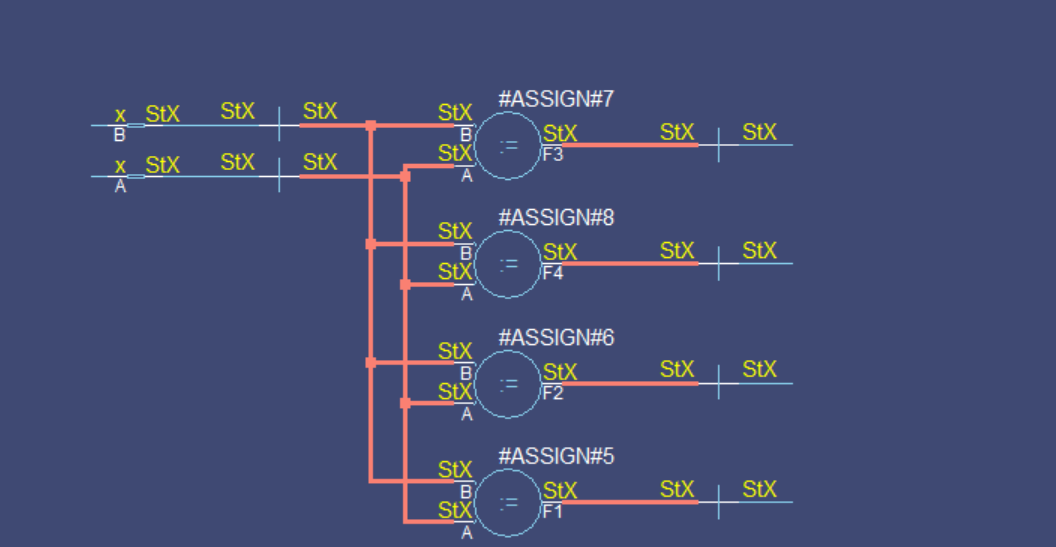 #ASSIGN#7
x StX StX StX StX
B B StX StX StX
F3
x StX StX StX StX
A A
#ASSIGN#8
StX
B StX StX StX
StX F4
A
#ASSIGN#6
StX
B StX StX StX
StX F2
A
#ASSIGN#5
StX
B StX StX StX
StX F1
A
:=
:=
:=
:=